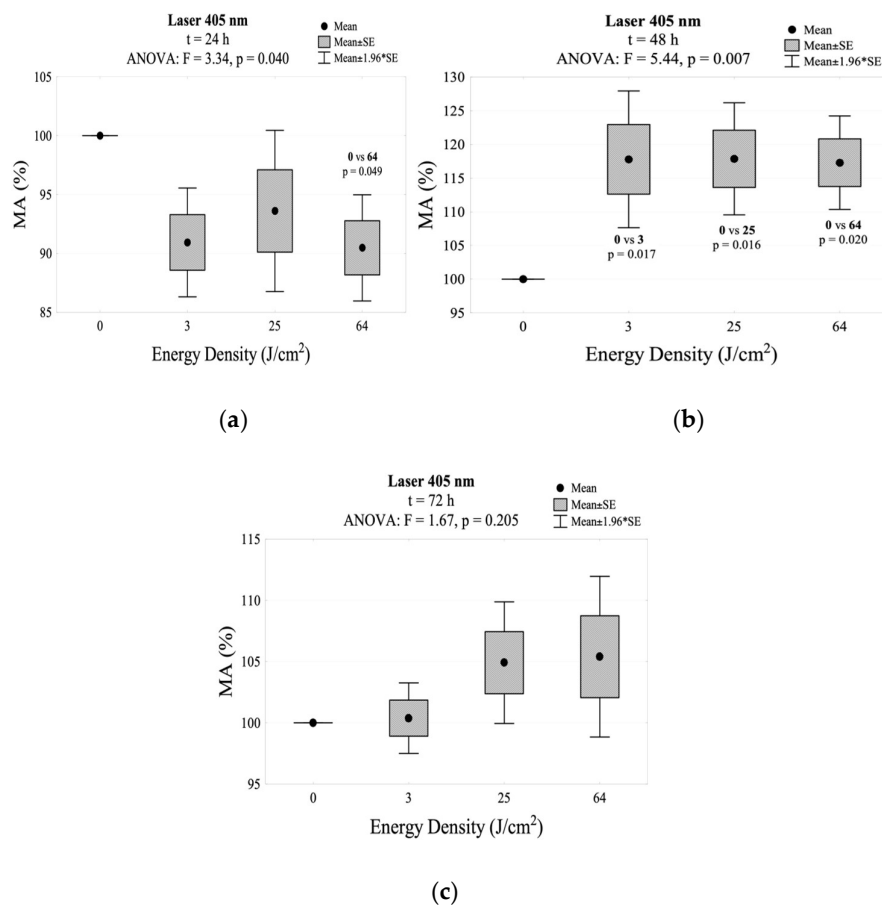 Laser 405 nm
t = 24 h
ANOVA: F = 3.34, p = 0.040
Mean
Mean±SE
Mean±1.96*SE
105
100
95
90
85
MA (%)
0 vs 64
p = 0.049
0
3
25
64
Energy Density (J/cm²)
(a)
Laser 405 nm
t = 48 h
ANOVA: F = 5.44, p = 0.007
Mean
Mean±SE
Mean±1.96*SE
130
125
120
115
110
105
100
95
MA (%)
0 vs 3
p = 0.017
0 vs 25
p = 0.016
0 vs 64
p = 0.020
0
3
25
64
Energy Density (J/cm²)
(b)
Laser 405 nm
t = 72 h
ANOVA: F = 1.67, p = 0.205
Mean
Mean±SE
Mean±1.96*SE
115
110
105
100
95
MA (%)
0
3
25
64
Energy Density (J/cm²)
(c)